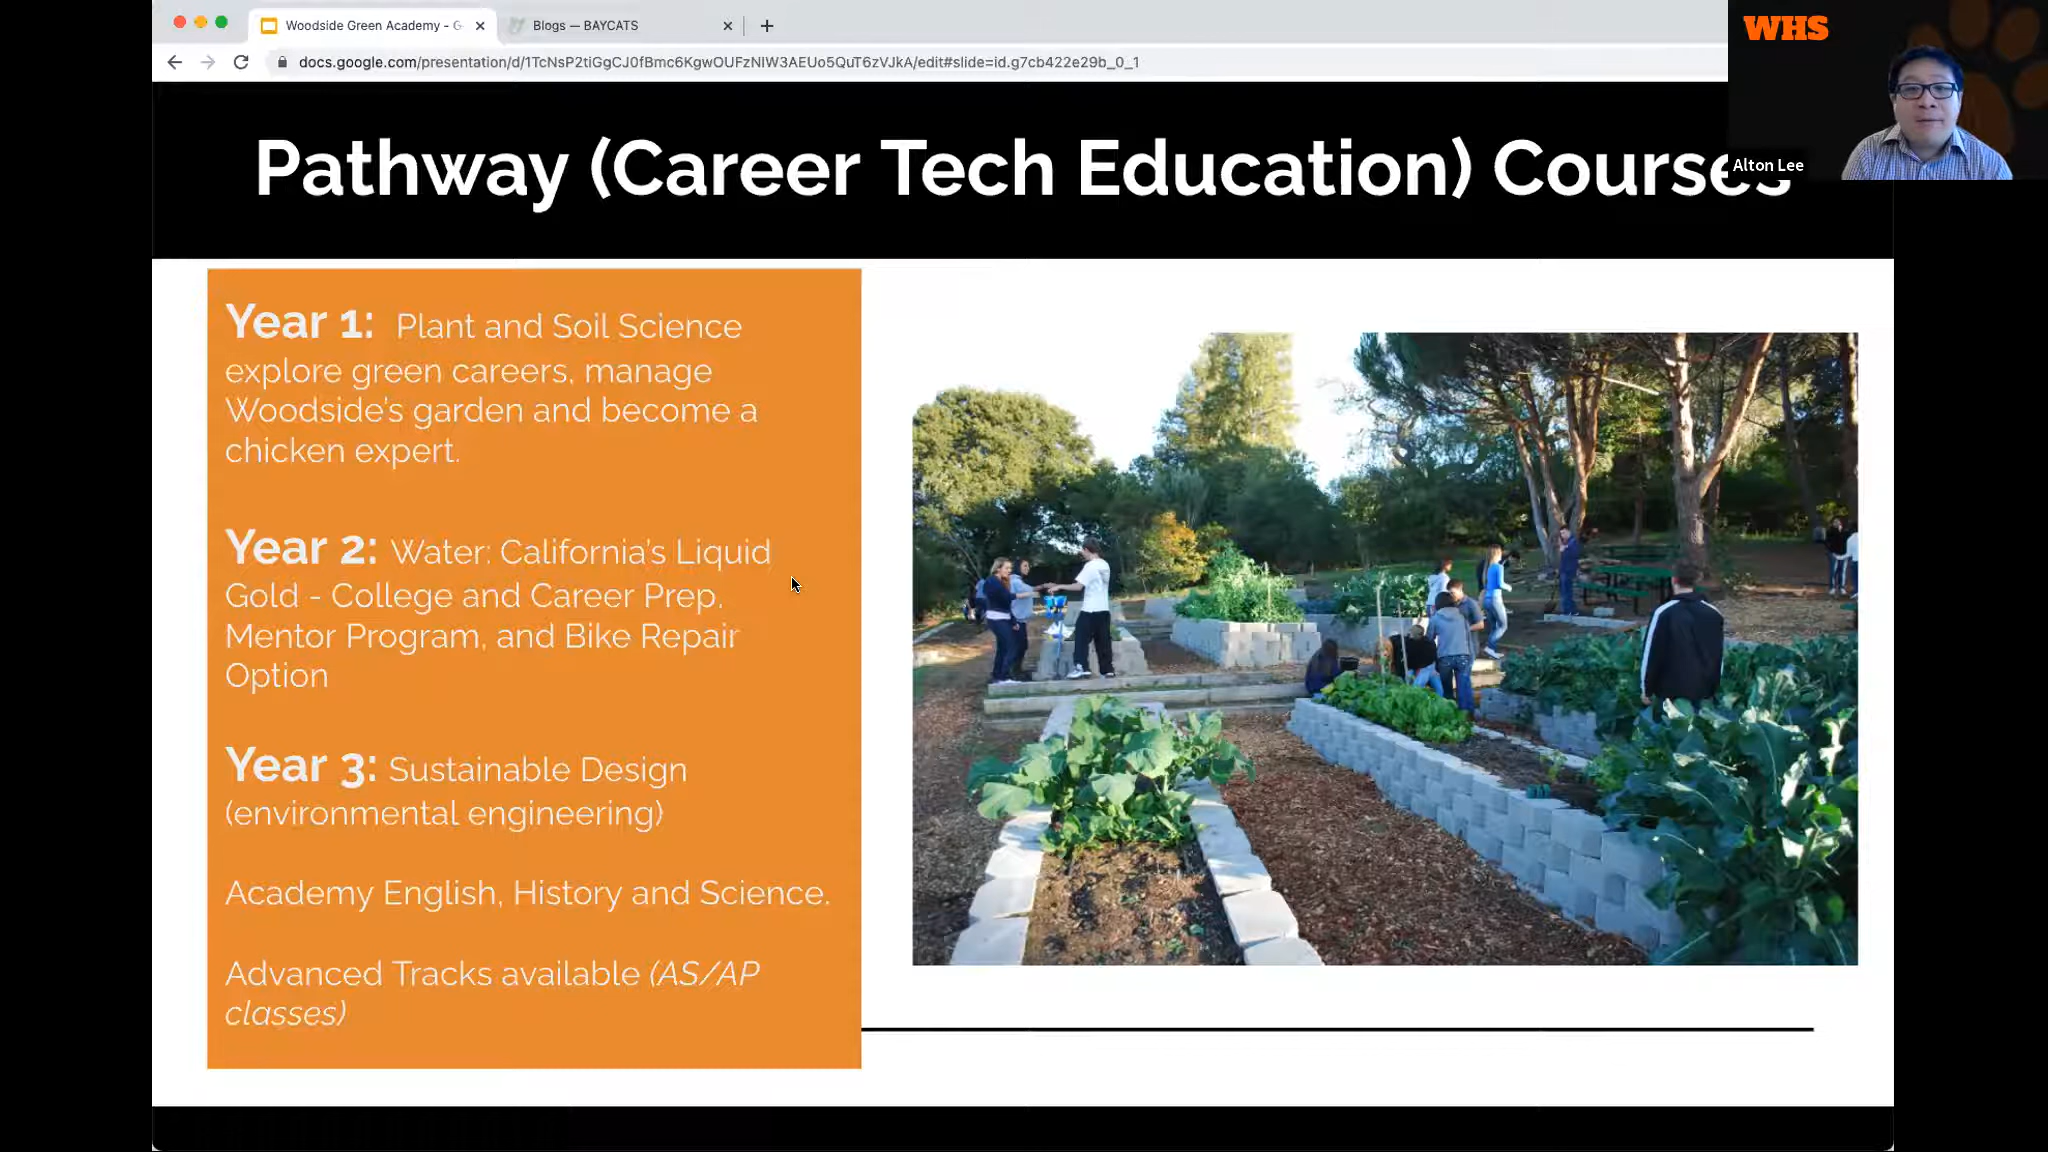 Woodside Green Academy - G
Blogs — BAYCATS
docs.google.com/presentation/d/1TcNsP2tiGgCJ0fBmc6KgwOUFzNIW3AEUo5QuT6zVJkA/edit#slide=id.g7cb422e29b_0_1
WHS
Alton Lee
Pathway (Career Tech Education) Courses
Year 1: Plant and Soil Science
explore green careers, manage
Woodside's garden and become a
chicken expert.
Year 2: Water: California's Liquid
Gold - College and Career Prep,
Mentor Program, and Bike Repair
Option
Year 3: Sustainable Design
(environmental engineering)
Academy English, History and Science.
Advanced Tracks available (AS/AP
classes)